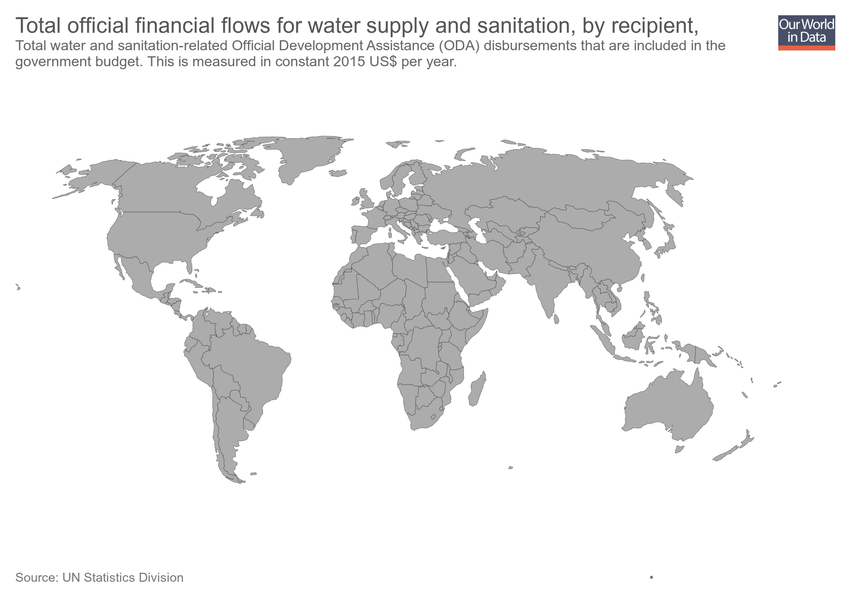 Total official financial flows for water supply and sanitation, by recipient,
Our World
in Data
Total water and sanitation-related Official Development Assistance (ODA) disbursements that are included in the
government budget. This is measured in constant 2015 US$ per year.
Source: UN Statistics Division
•